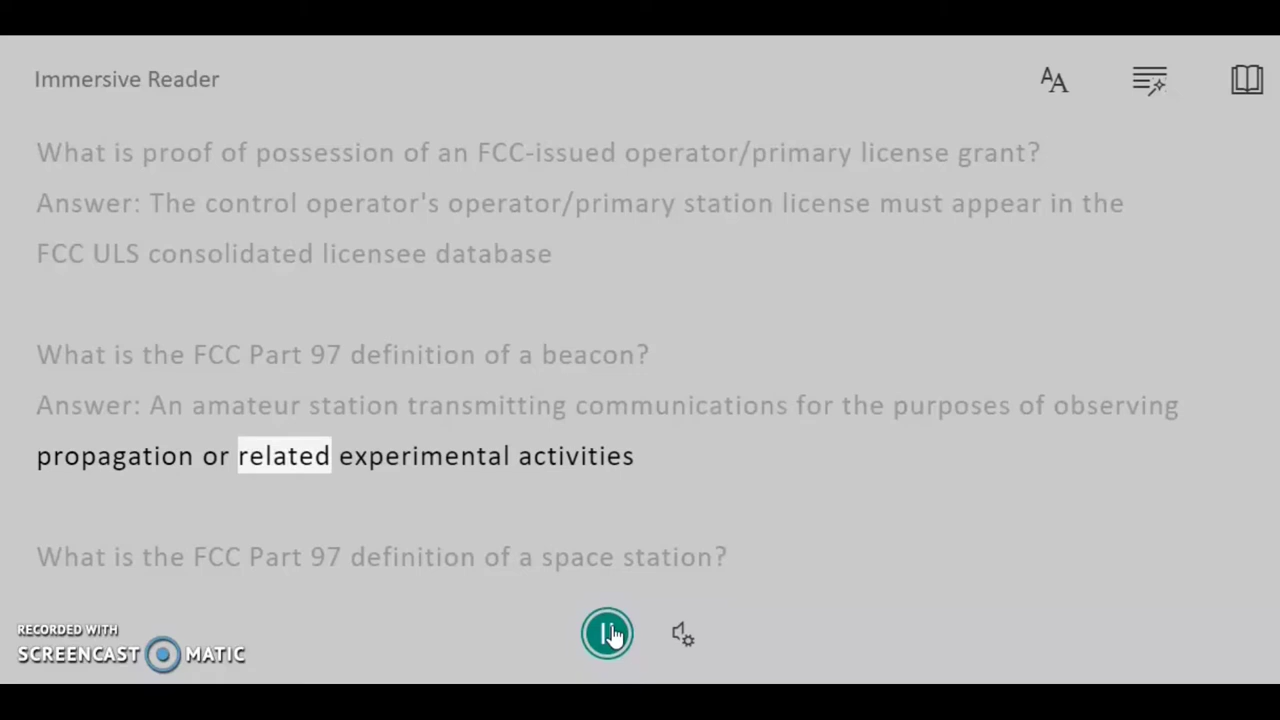 Immersive Reader
What is proof of possession of an FCC-issued operator/primary license grant?
Answer: The control operator's operator/primary station license must appear in the
FCC ULS consolidated licensee database
What is the FCC Part 97 definition of a beacon?
Answer: An amateur station transmitting communications for the purposes of observing
propagation or related experimental activities
What is the FCC Part 97 definition of a space station?
RECORDED WITH
SCREENCAST MATIC